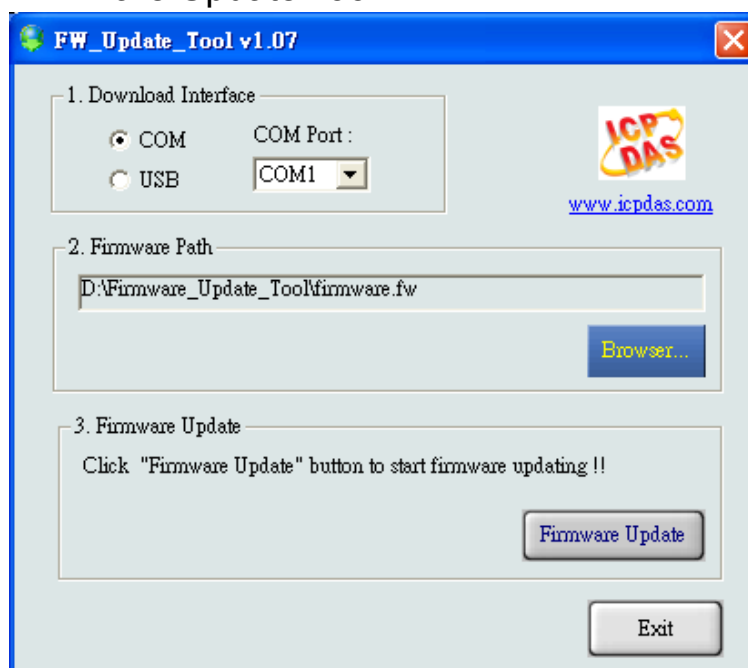 FW_Update_Tool v1.07
1. Download Interface
COM
COM Port :
USB
COM1
ICP
DAS
www.icpdas.com
2. Firmware Path
D:\Firmware_Update_Tool\firmware.fw
Browser...
3. Firmware Update
Click "Firmware Update" button to start firmware updating !!
Firmware Update
Exit